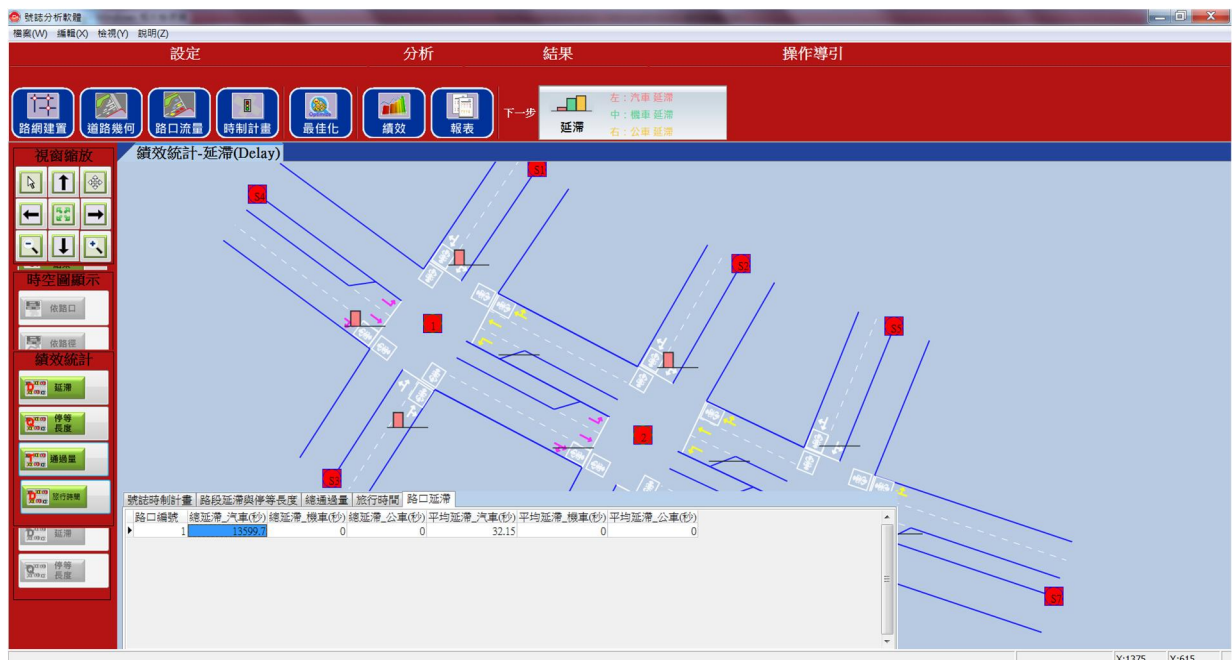 號誌分析軟體
檔案(W) 編輯(X) 檢視(Y) 說明(Z)
設定 分析 結果 操作導引
路網建置 道路幾何 路口流量 時制計畫 最佳化 績效 報表 下一步 延滯
左：汽車 延滯
中：機車 延滯
右：公車 延滯
視窗縮放
績效統計-延滯(Delay)
S1
S4
S2
1
S5
2
S3
S7
時空圖顯示
依路口
依路徑
績效統計
延滯
停等
長度
通過量
旅行時間
延滯
停等
長度
號誌時制計畫 路段延滯與停等長度 總通過量 旅行時間 路口延滯
路口編號 總延滯_汽車(秒) 總延滯_機車(秒) 總延滯_公車(秒) 平均延滯_汽車(秒) 平均延滯_機車(秒) 平均延滯_公車(秒)
1 13599.7 0 0 32.15 0 0
X:1375 Y:615